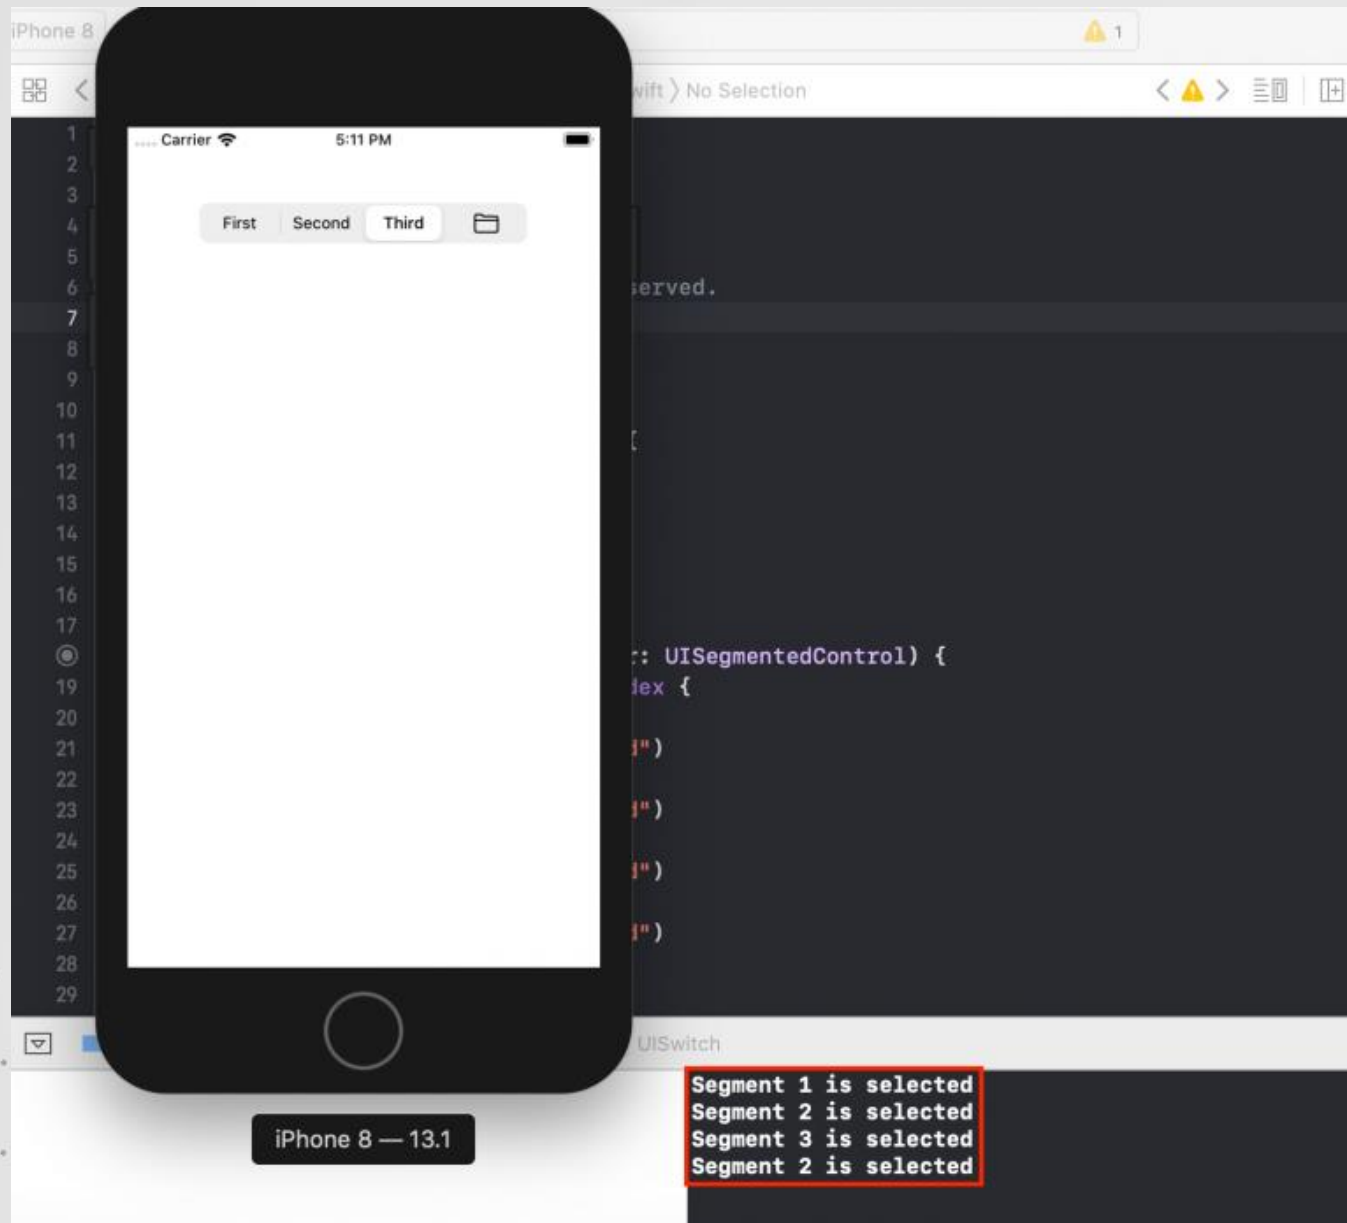 iPhone 8
1
wift 〉 No Selection
Carrier
5:11 PM
First Second Third
1
2
3
4
5
6 served.
7
8
9
10
11 {
12
13
14
15
16
17
r: UISegmentedControl) {
19 dex {
20
21 d")
22
23 d")
24
25 d")
26
27 d")
28
29
UISwitch
Segment 1 is selected
Segment 2 is selected
Segment 3 is selected
Segment 2 is selected
iPhone 8 — 13.1